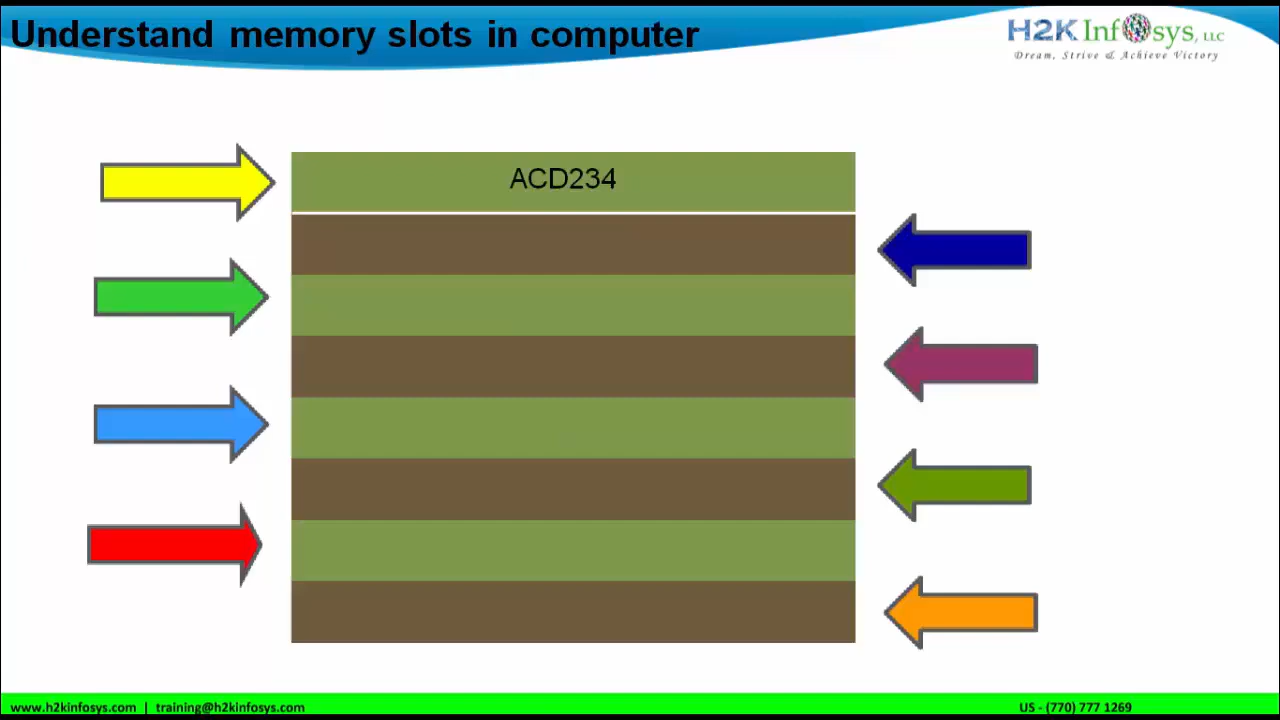 Understand memory slots in computer
H2K Infosys, LLC
Dream, Strive & Achieve Victory
ACD234
www.h2kinfosys.com | training@h2kinfosys.com
US - (770) 777 1269